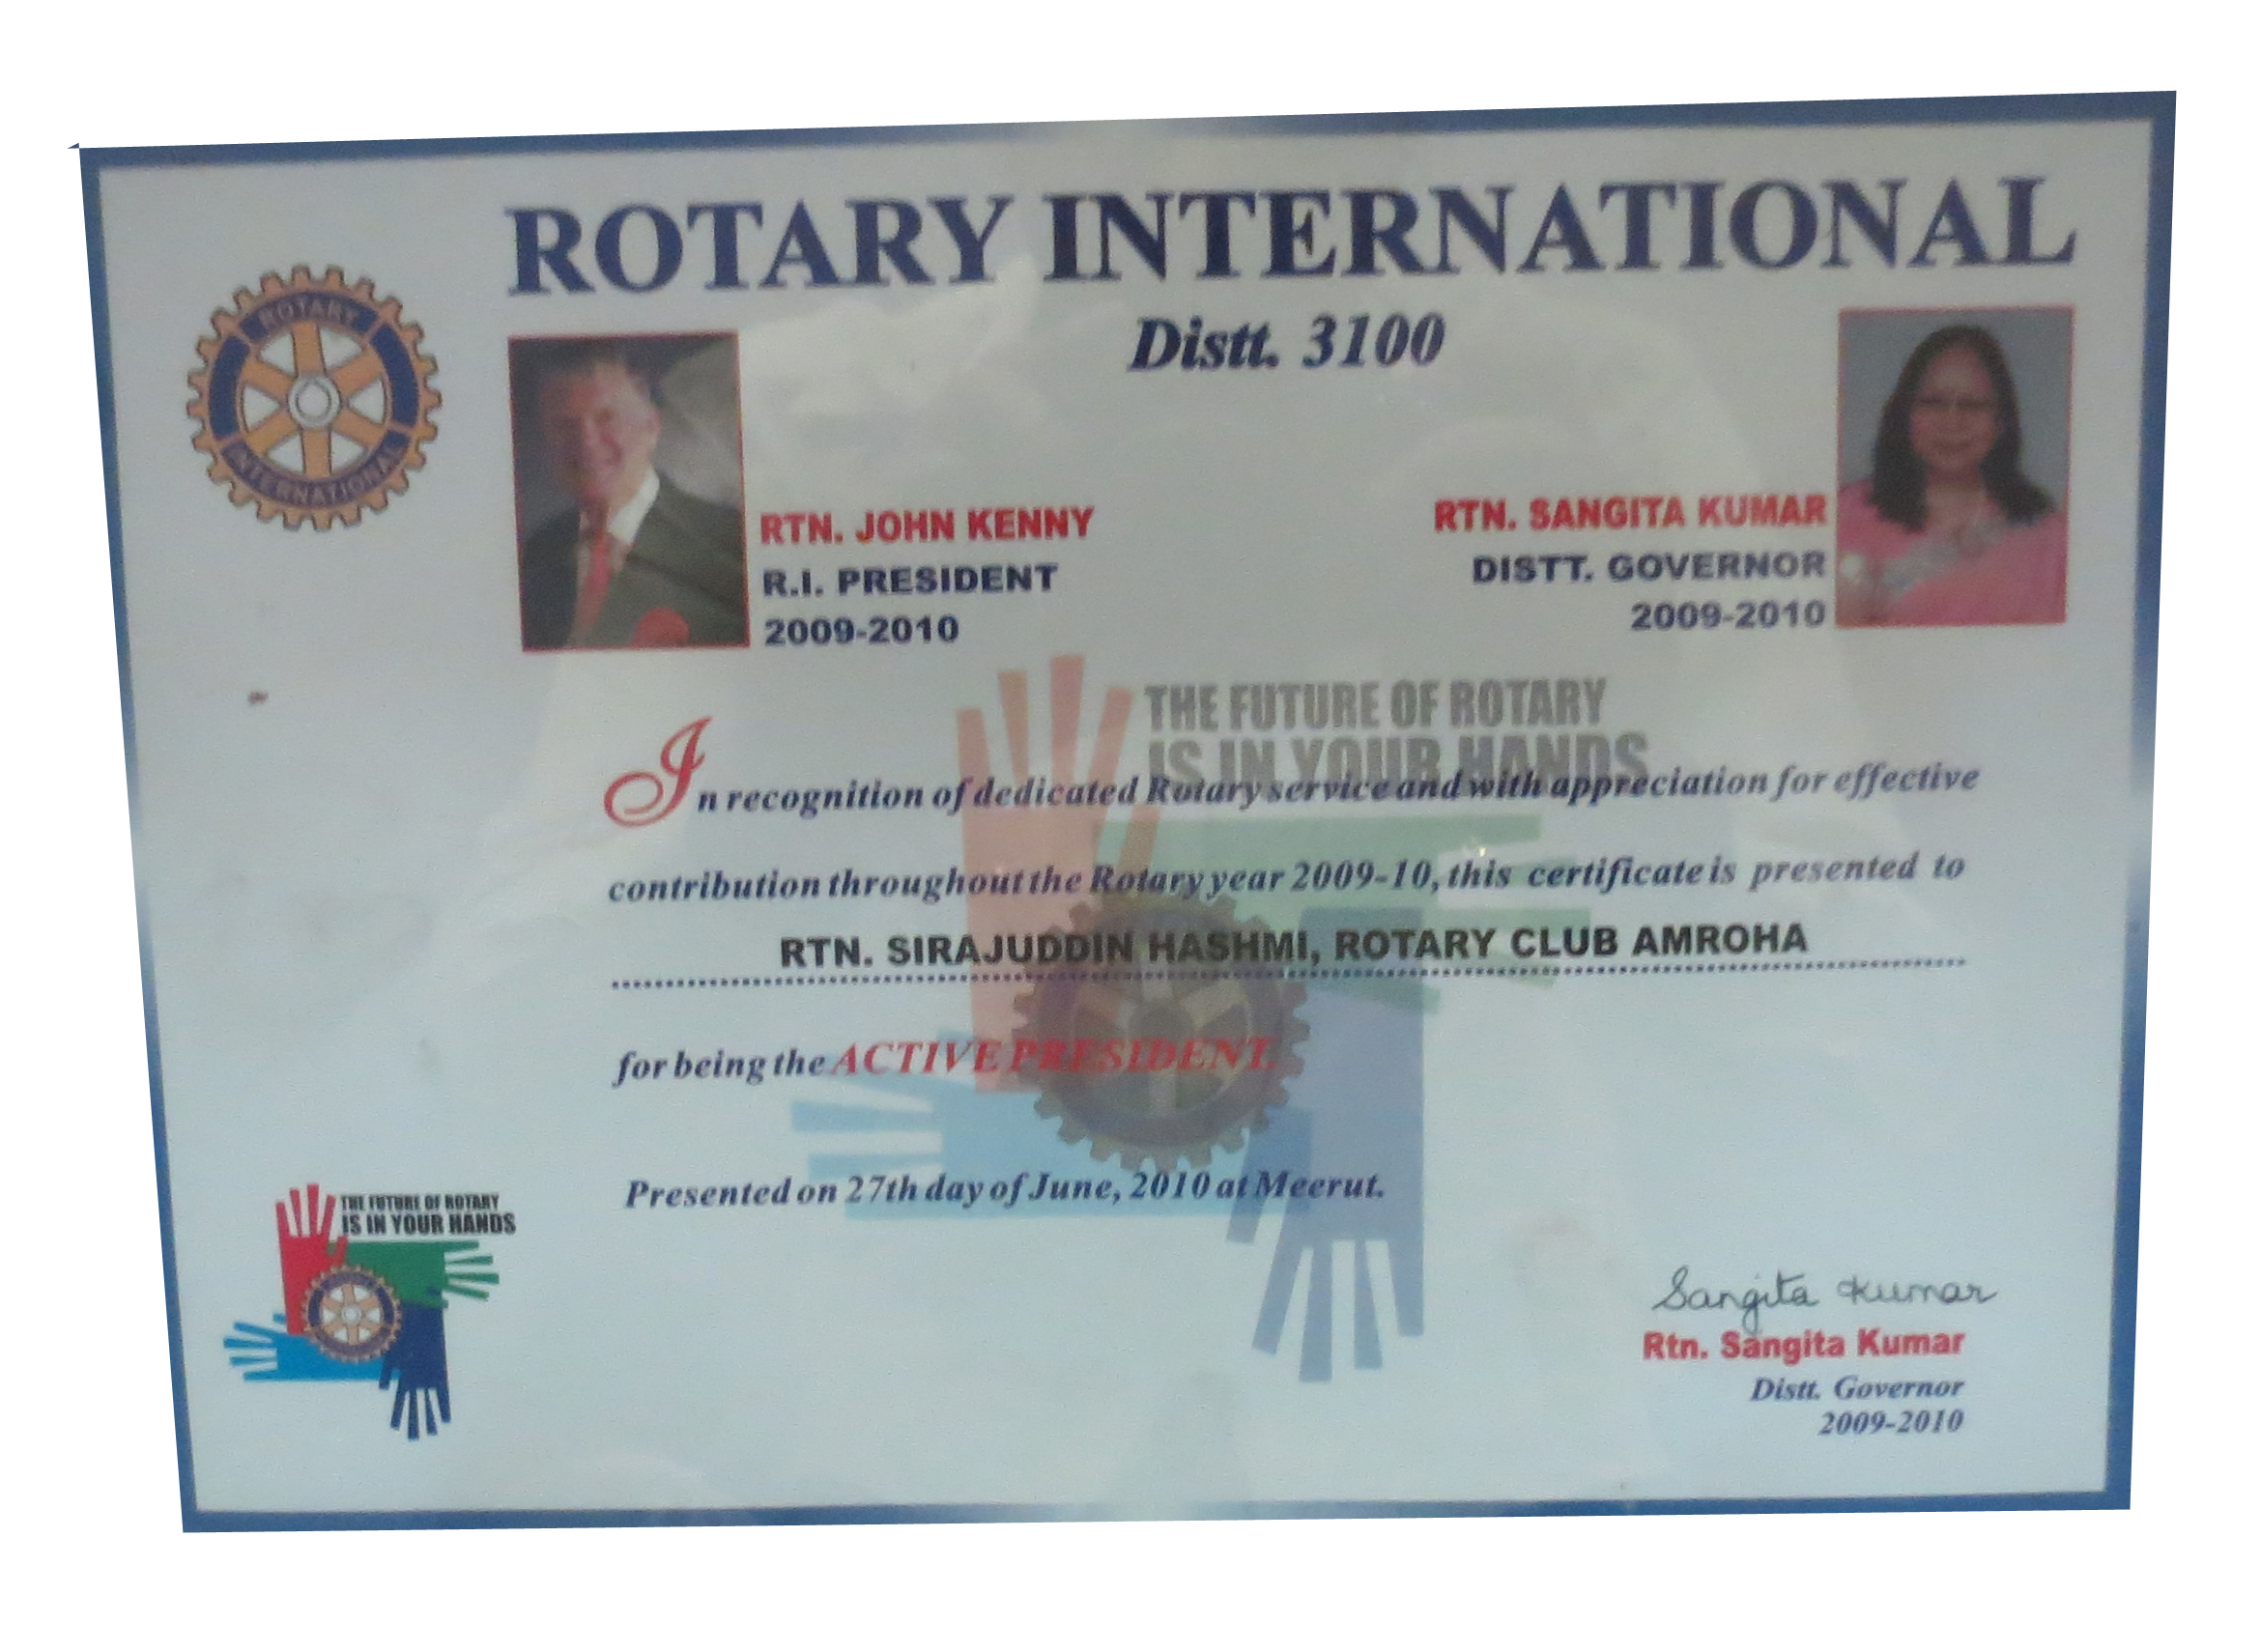 ROTARY INTERNATIONAL
Distt. 3100
ROTARY
INTERNATIONAL
RTN. JOHN KENNY
R.I. PRESIDENT
2009-2010
RTN. SANGITA KUMAR
DISTT. GOVERNOR
2009-2010
THE FUTURE OF ROTARY
IS IN YOUR HANDS
In recognition of dedicated Rotary service and with appreciation for effective
contribution throughout the Rotary year 2009-10, this certificate is presented to
RTN. SIRAJUDDIN HASHMI, ROTARY CLUB AMROHA
for being the ACTIVE PRESIDENT.
Presented on 27th day of June, 2010 at Meerut.
THE FUTURE OF ROTARY
IS IN YOUR HANDS
Sangita Kumar
Rtn. Sangita Kumar
Distt. Governor
2009-2010